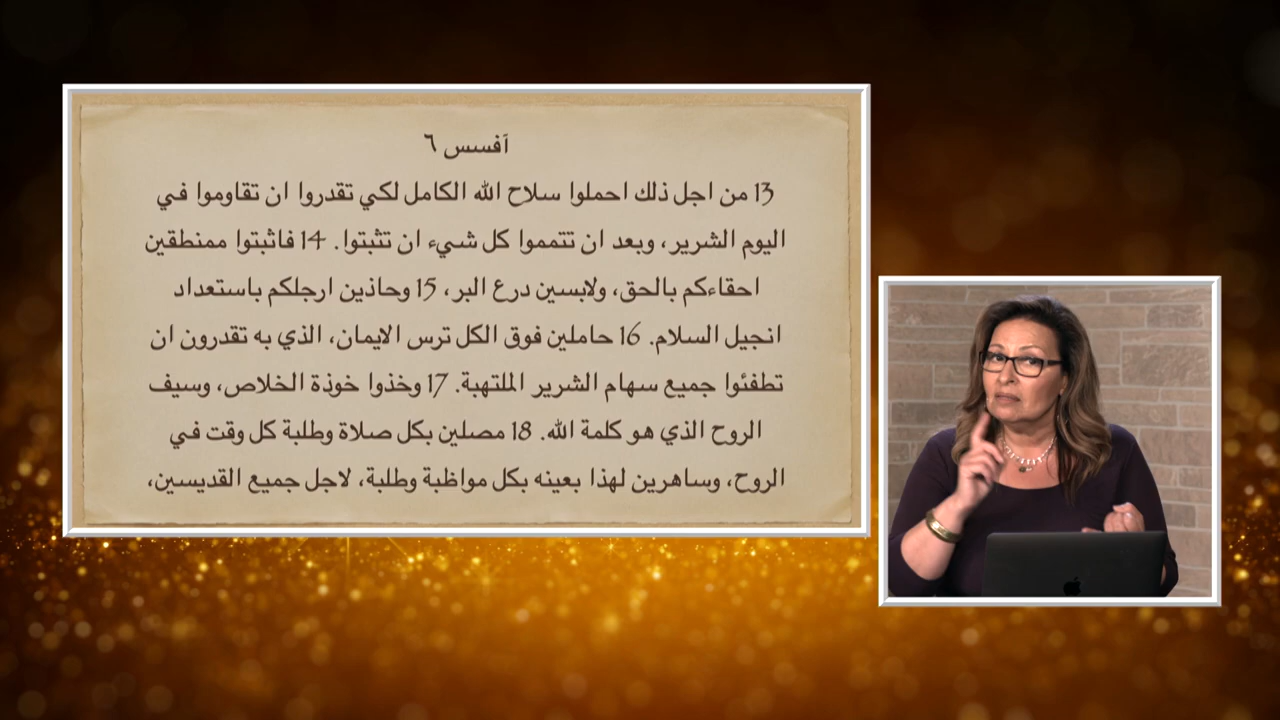 أفسس ٦
13 من اجل ذلك احملوا سلاح الله الكامل لكي تقدروا ان تقاوموا في
اليوم الشرير، وبعد ان تتمموا كل شيء ان تثبتوا. 14 فاثبتوا ممنطقين
احقاءكم بالحق، ولابسين درع البر، 15 وحاذين ارجلكم باستعداد
انجيل السلام. 16 حاملين فوق الكل ترس الايمان، الذي به تقدرون ان
تطفئوا جميع سهام الشرير الملتهبة. 17 وخذوا خوذة الخلاص، وسيف
الروح الذي هو كلمة الله. 18 مصلين بكل صلاة وطلبة كل وقت في
الروح، وساهرين لهذا بعينه بكل مواظبة وطلبة، لاجل جميع القديسين،